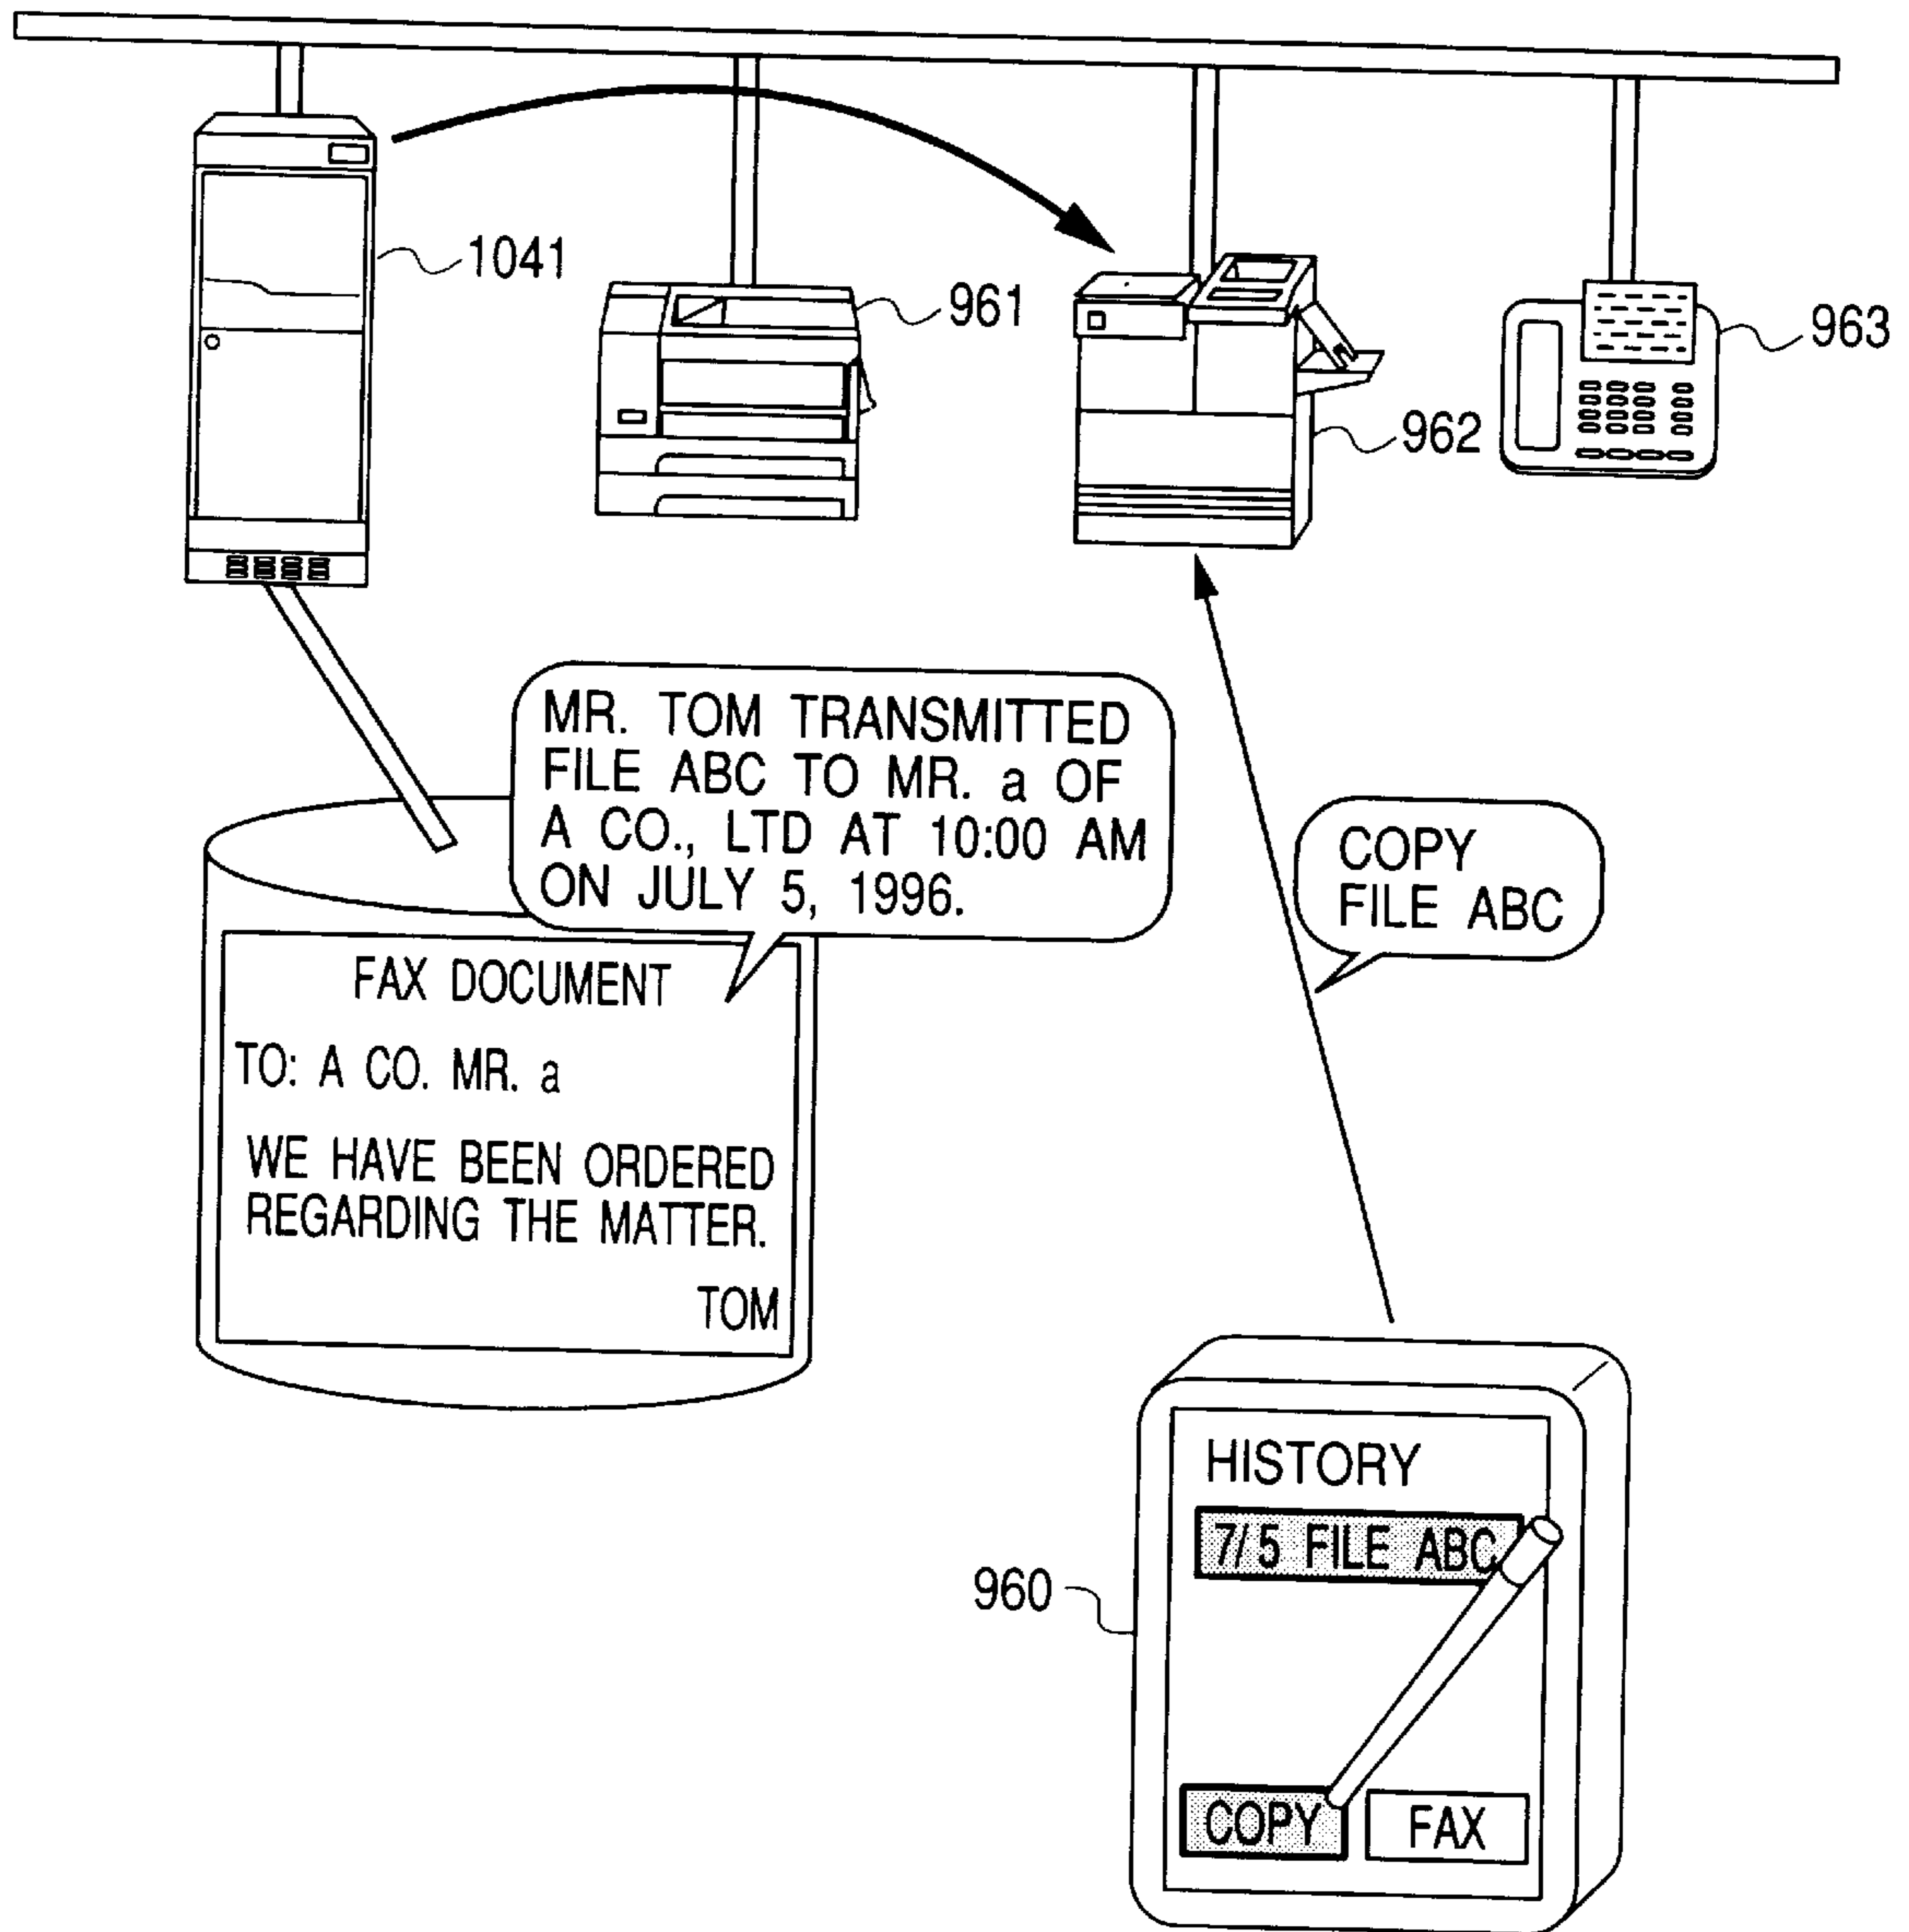 1041
961
962
963
MR. TOM TRANSMITTED
FILE ABC TO MR. a OF
A CO., LTD AT 10:00 AM
ON JULY 5, 1996.
COPY
FILE ABC
FAX DOCUMENT
TO: A CO. MR. a
WE HAVE BEEN ORDERED
REGARDING THE MATTER.
TOM
HISTORY
7/5 FILE ABC
960
COPY
FAX